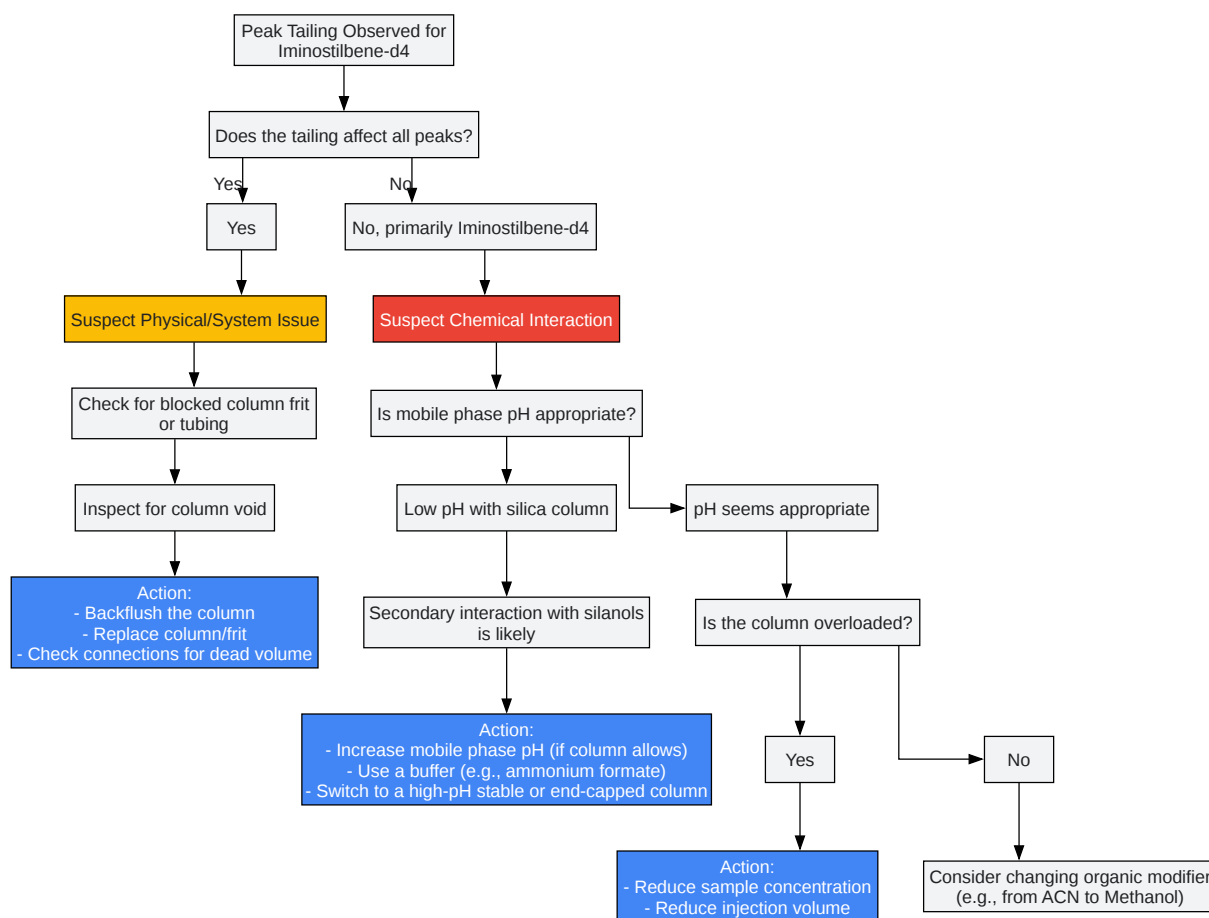 Peak Tailing Observed for
Iminostilbene-d4
Does the tailing affect all peaks?
Yes
No
Yes
No, primarily Iminostilbene-d4
Suspect Physical/System Issue
Suspect Chemical Interaction
Check for blocked column frit
or tubing
Is mobile phase pH appropriate?
Inspect for column void
Low pH with silica column
pH seems appropriate
Action:
- Backflush the column
- Replace column/frit
- Check connections for dead volume
Secondary interaction with silanols
is likely
Is the column overloaded?
Action:
- Increase mobile phase pH (if column allows)
- Use a buffer (e.g., ammonium formate)
- Switch to a high-pH stable or end-capped column
Yes
No
Action:
- Reduce sample concentration
- Reduce injection volume
Consider changing organic modifier
(e.g., from ACN to Methanol)